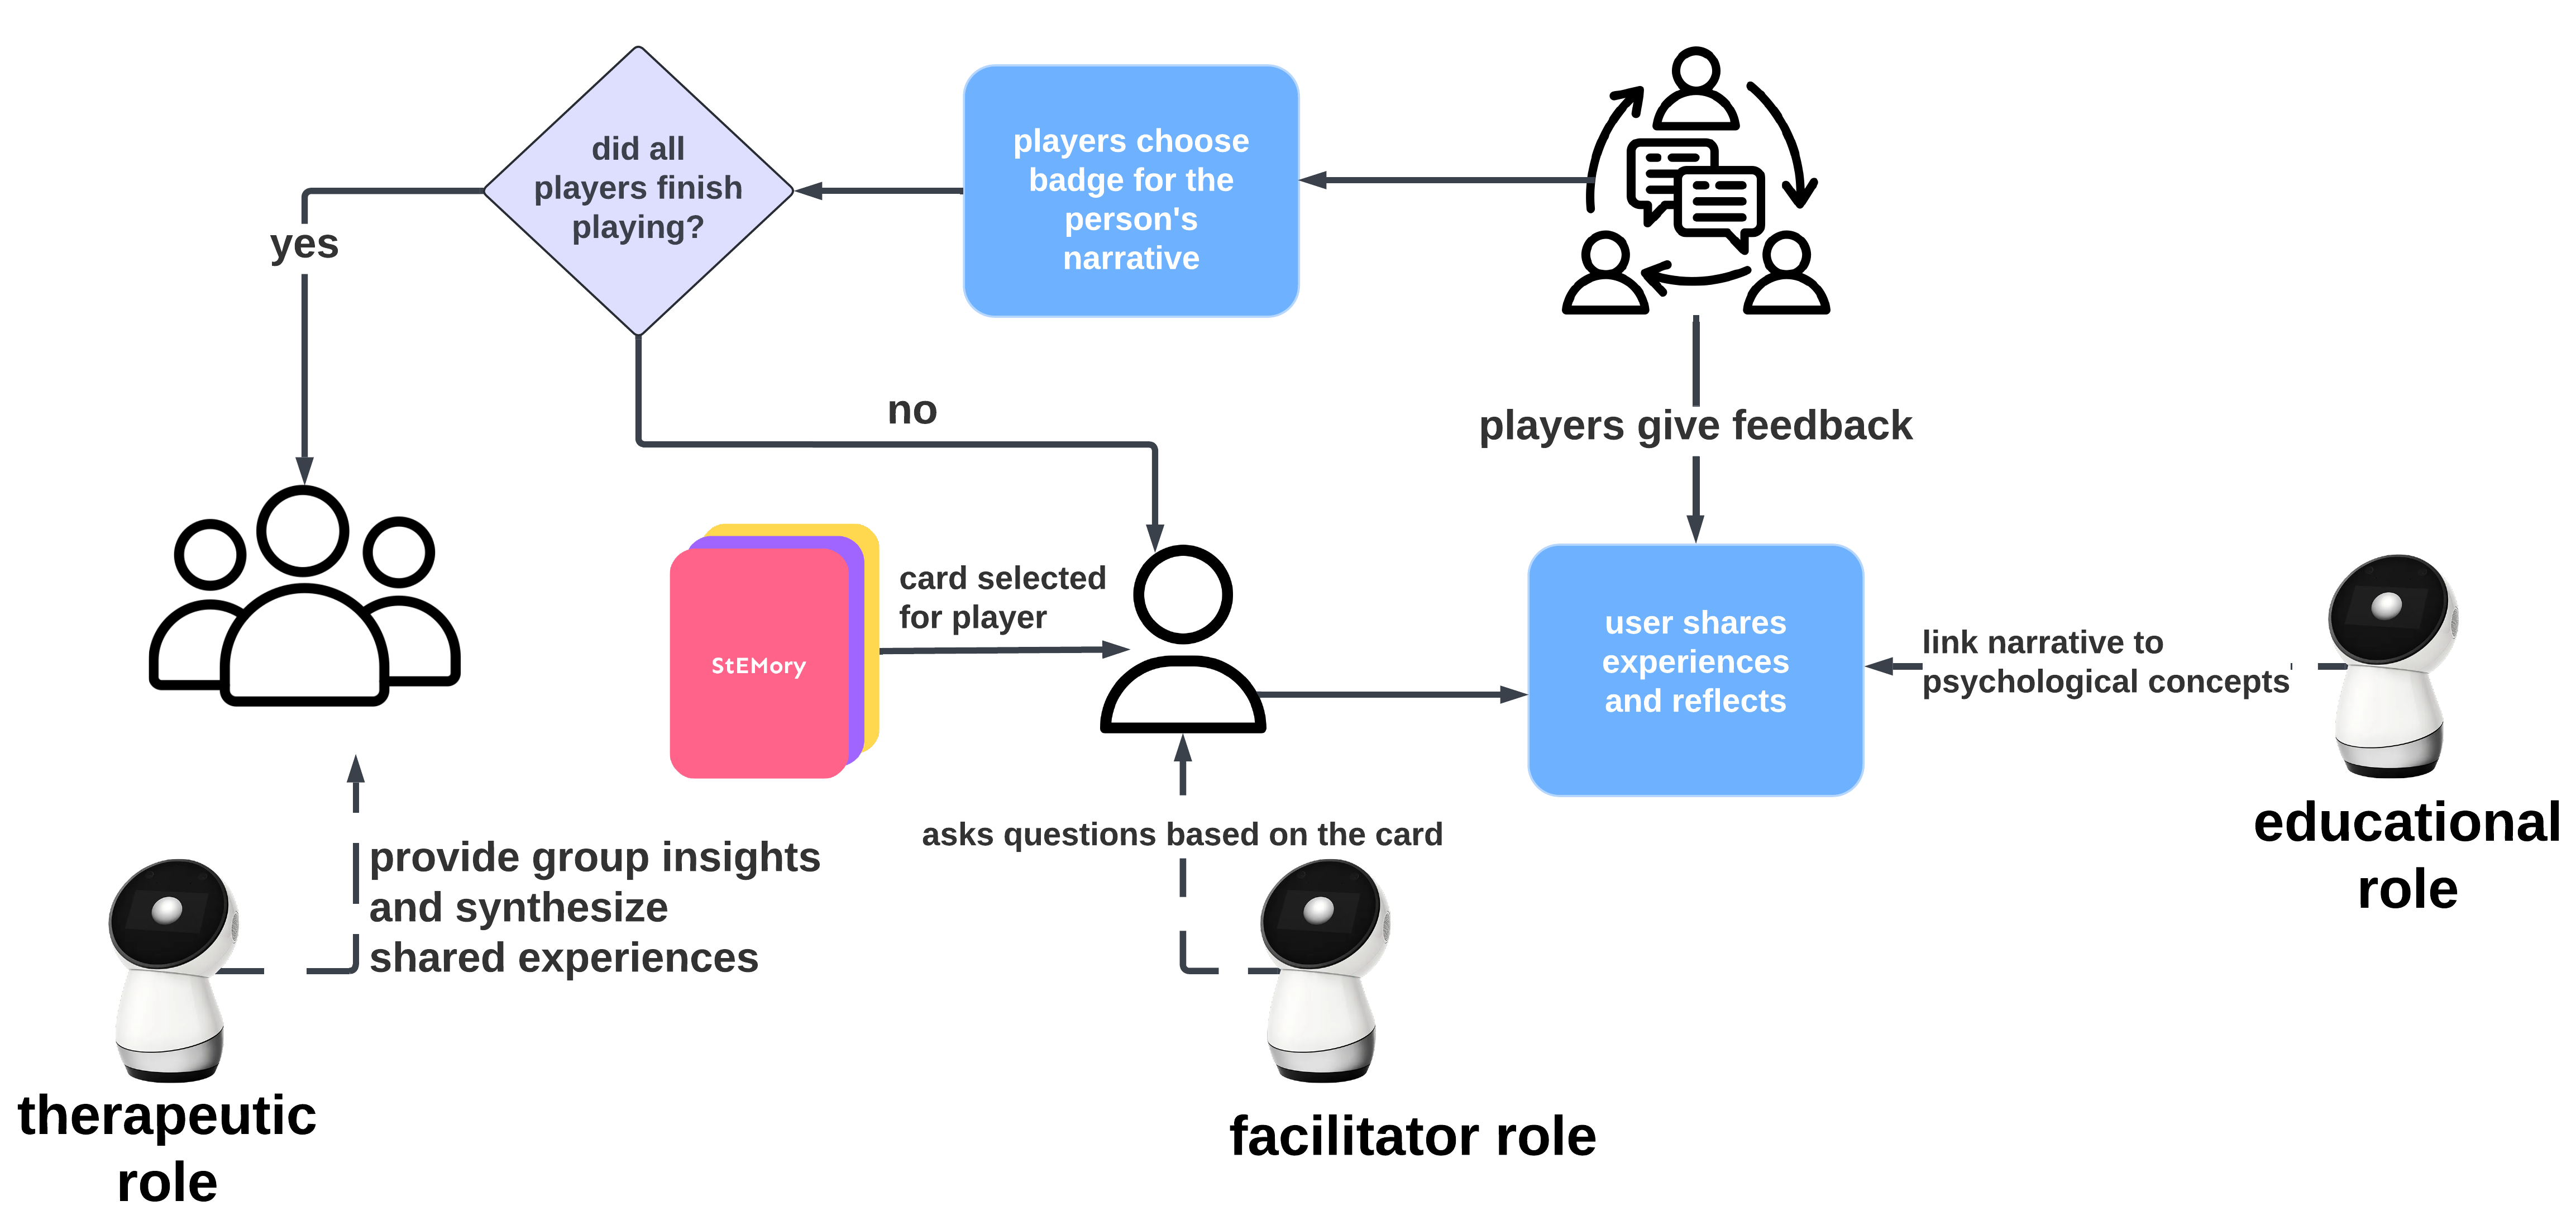 did all
players finish
playing?
players choose
badge for the
person's
narrative
yes
no
players give feedback
StEMory
card selected
for player
user shares
experiences
and reflects
link narrative to
psychological concepts
educational
role
asks questions based on the card
facilitator role
provide group insights
and synthesize
shared experiences
therapeutic
role